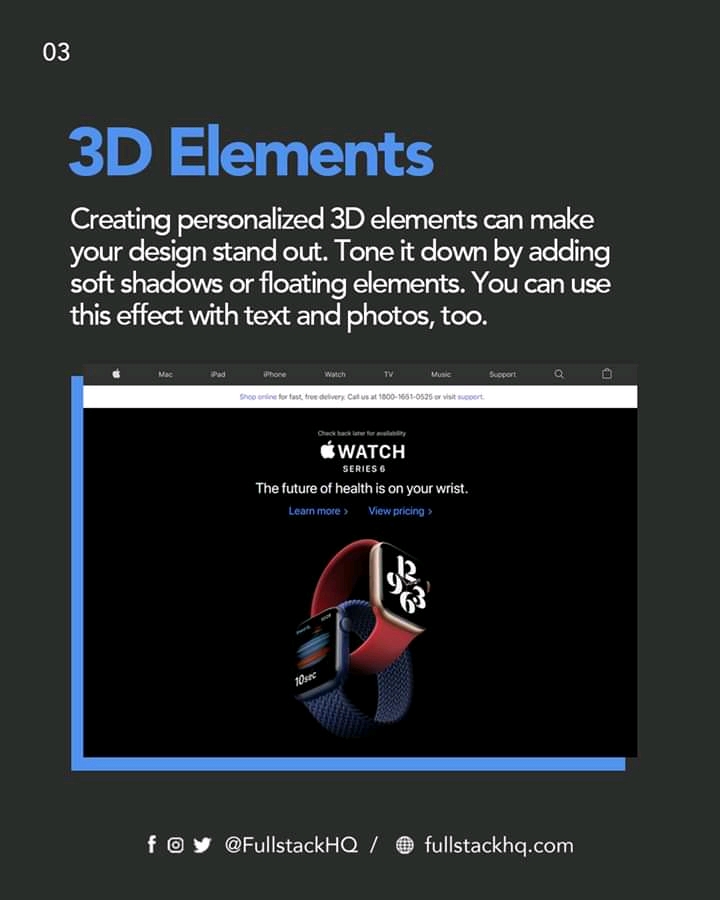 03
3D Elements
Creating personalized 3D elements can make
your design stand out. Tone it down by adding
soft shadows or floating elements. You can use
this effect with text and photos, too.
Mac iPad iPhone Watch TV Music Support
Shop online for fast, free delivery. Call us at 1800-1651-0525 or visit support.
Check back later for availability
WATCH
SERIES 6
The future of health is on your wrist.
Learn more > View pricing >
12
9 3
6
10sec
@FullstackHQ / fullstackhq.com